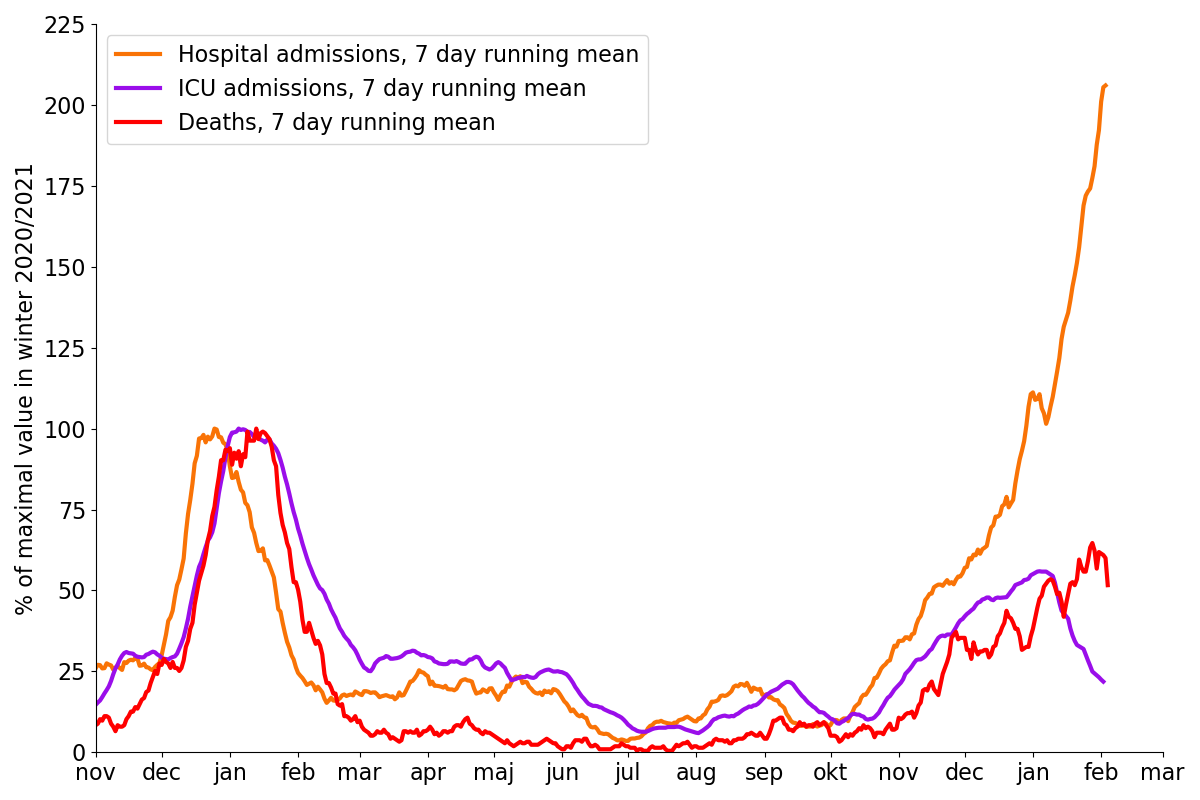 225
200
175
150
125
100
75
50
25
0
% of maximal value in winter 2020/2021
Hospital admissions, 7 day running mean
ICU admissions, 7 day running mean
Deaths, 7 day running mean
nov dec jan feb mar apr maj jun jul aug sep okt nov dec jan feb mar